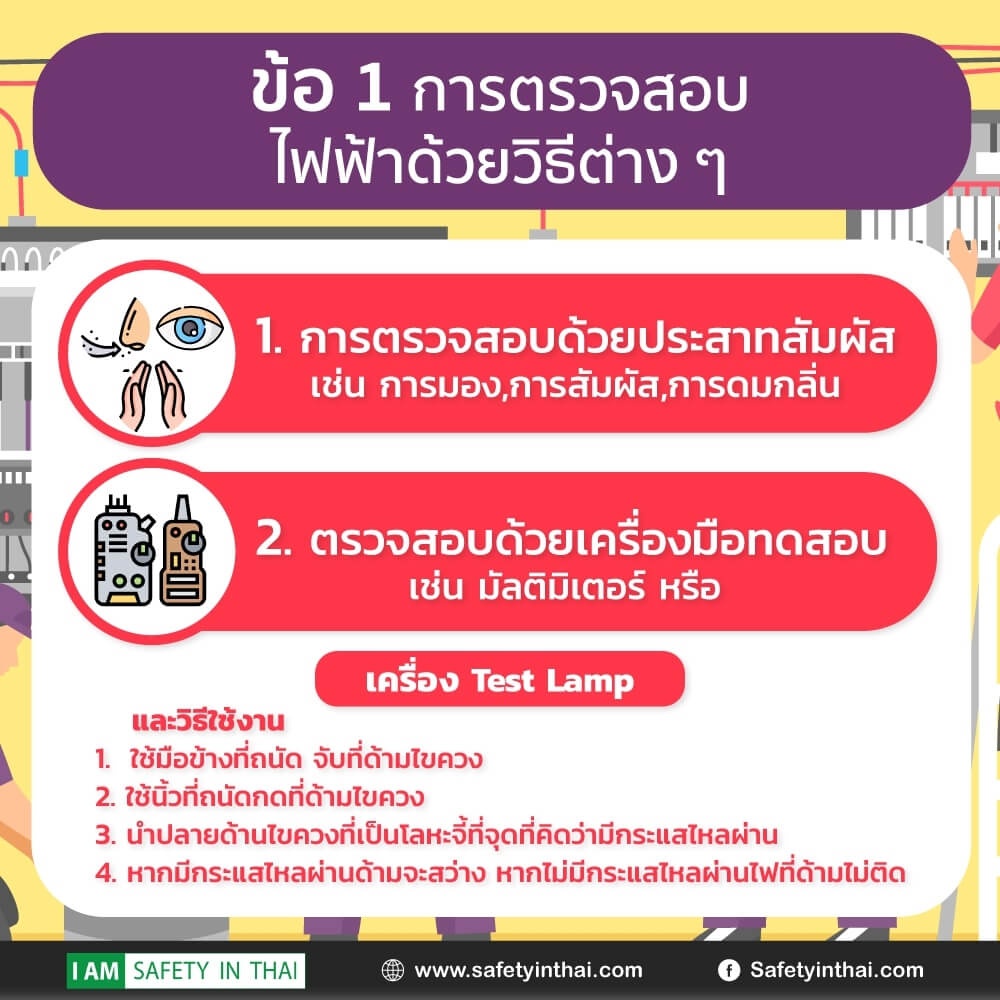 ข้อ 1 การตรวจสอบ
ไฟฟ้าด้วยวิธีต่าง ๆ
1. การตรวจสอบด้วยประสาทสัมผัส
เช่น การมอง,การสัมผัส,การดมกลิ่น
2. ตรวจสอบด้วยเครื่องมือทดสอบ
เช่น มัลติมิเตอร์ หรือ
เครื่อง Test Lamp
และวิธีใช้งาน
1. ใช้มือข้างที่ถนัด จับที่ด้ามไขควง
2. ใช้นิ้วที่ถนัดกดที่ด้ามไขควง
3. นำปลายด้านไขควงที่เป็นโลหะจี้ที่จุดที่คิดว่ามีกระแสไหลผ่าน
4. หากมีกระแสไหลผ่านด้ามจะสว่าง หากไม่มีกระแสไหลผ่านไฟที่ด้ามไม่ติด
I AM SAFETY IN THAI
www.safetyinthai.com
Safetyinthai.com